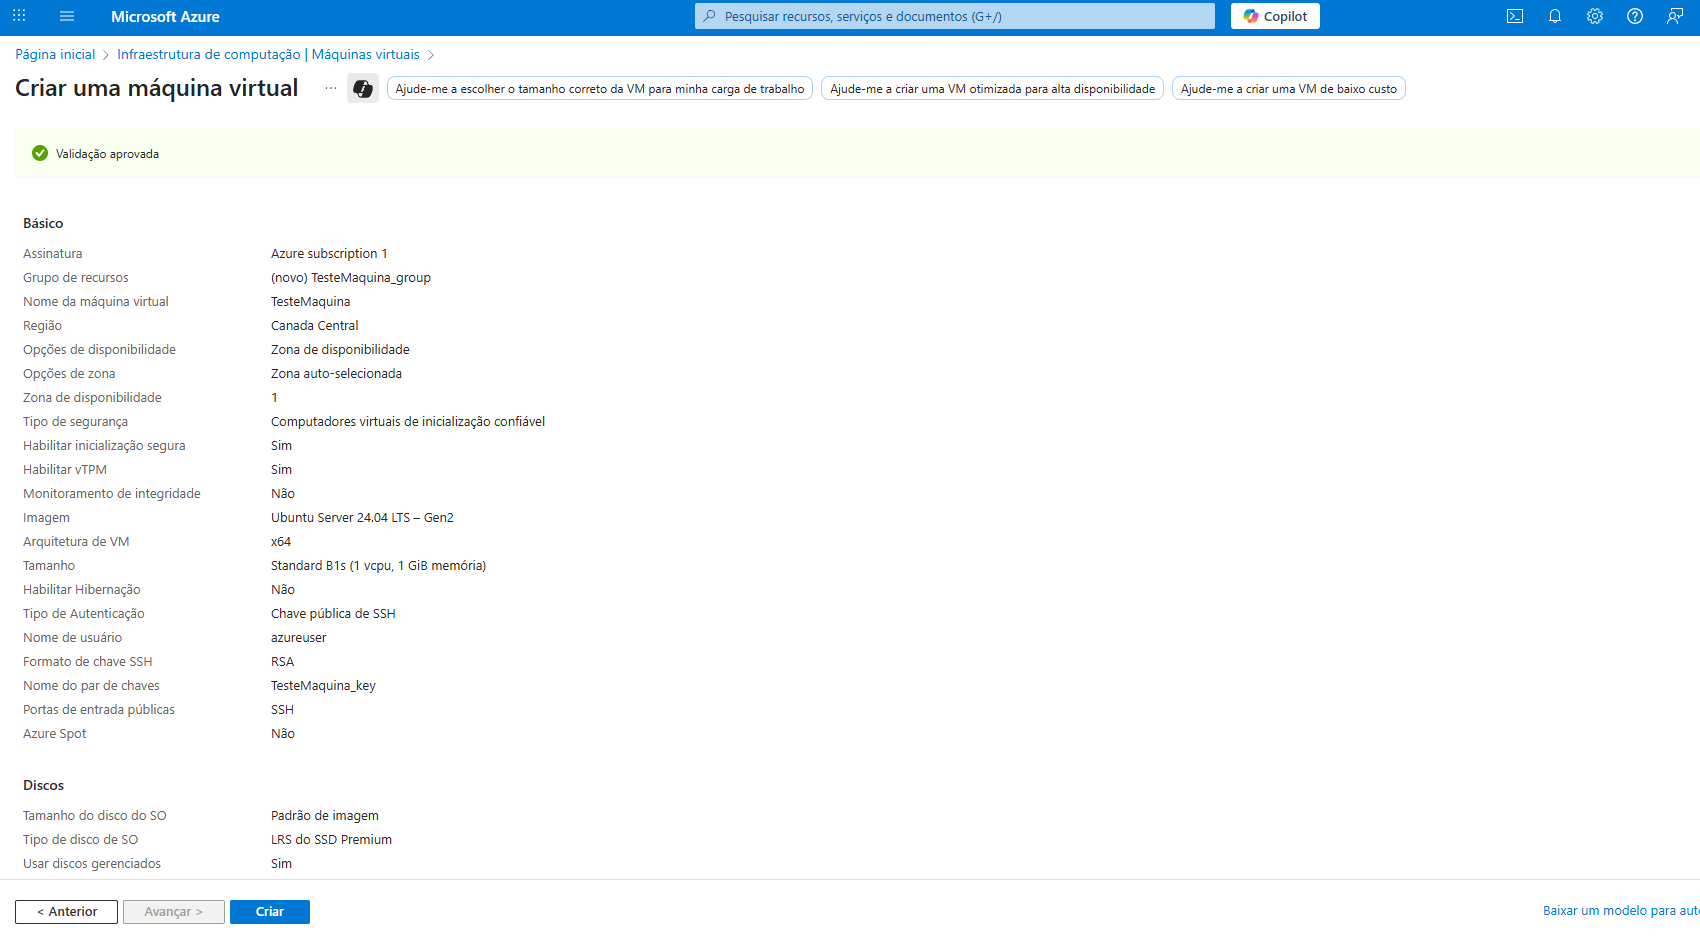 Microsoft Azure
Pesquisar recursos, serviços e documentos (G+/)
Copilot
Página inicial > Infraestrutura de computação | Máquinas virtuais >
Criar uma máquina virtual ...
Ajude-me a escolher o tamanho correto da VM para minha carga de trabalho
Ajude-me a criar uma VM otimizada para alta disponibilidade
Ajude-me a criar uma VM de baixo custo
Validação aprovada
Básico
Assinatura Azure subscription 1
Grupo de recursos (novo) TesteMaquina_group
Nome da máquina virtual TesteMaquina
Região Canada Central
Opções de disponibilidade Zona de disponibilidade
Opções de zona Zona auto-selecionada
Zona de disponibilidade 1
Tipo de segurança Computadores virtuais de inicialização confiável
Habilitar inicialização segura Sim
Habilitar vTPM Sim
Monitoramento de integridade Não
Imagem Ubuntu Server 24.04 LTS – Gen2
Arquitetura de VM x64
Tamanho Standard B1s (1 vcpu, 1 GiB memória)
Habilitar Hibernação Não
Tipo de Autenticação Chave pública de SSH
Nome de usuário azureuser
Formato de chave SSH RSA
Nome do par de chaves TesteMaquina_key
Portas de entrada públicas SSH
Azure Spot Não
Discos
Tamanho do disco do SO Padrão de imagem
Tipo de disco de SO LRS do SSD Premium
Usar discos gerenciados Sim
< Anterior
Avançar >
Criar
Baixar um modelo para aut